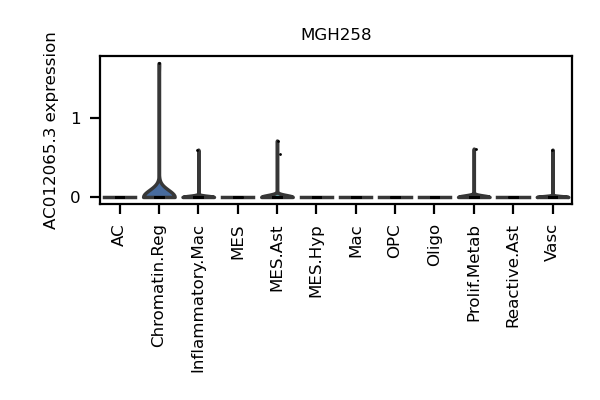 MGH258
AC012065.3 expression
1
0
AC
Chromatin.Reg
Inflammatory.Mac
MES
MES.Ast
MES.Hyp
Mac
OPC
Oligo
Prolif.Metab
Reactive.Ast
Vasc